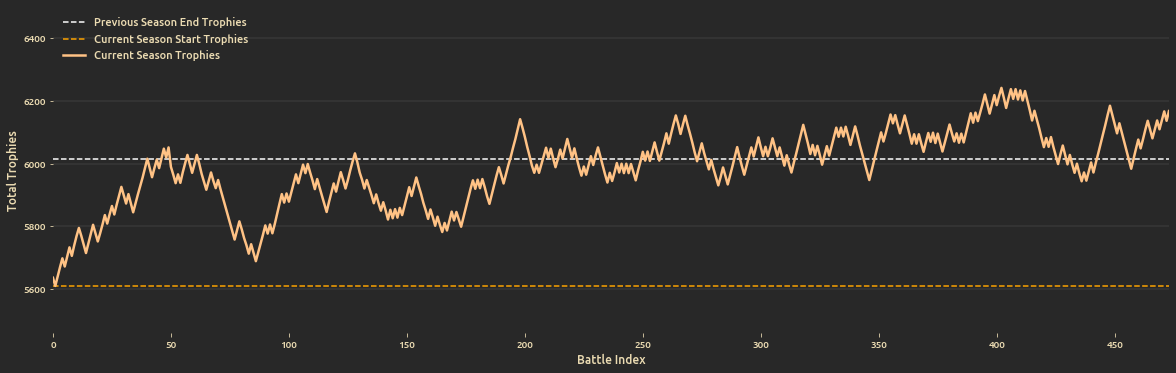 Previous Season End Trophies
Current Season Start Trophies
Current Season Trophies
6400
6200
6000
5800
5600
Total Trophies
0 50 100 150 200 250 300 350 400 450
Battle Index